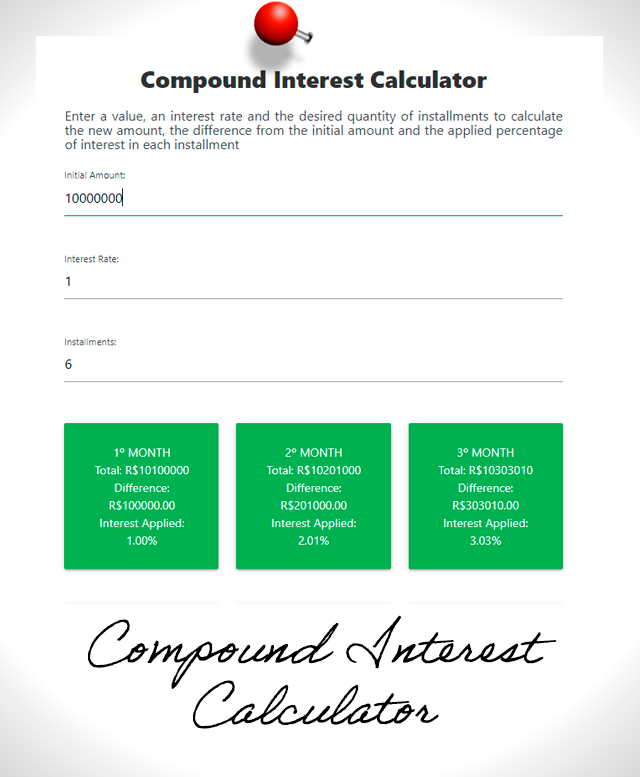 Compound Interest Calculator
Enter a value, an interest rate and the desired quantity of installments to calculate
the new amount, the difference from the initial amount and the applied percentage
of interest in each installment
Initial Amount:
10000000
Interest Rate:
1
Installments:
6
1º MONTH
Total: R$10100000
Difference:
R$100000.00
Interest Applied:
1.00%
2º MONTH
Total: R$10201000
Difference:
R$201000.00
Interest Applied:
2.01%
3º MONTH
Total: R$10303010
Difference:
R$303010.00
Interest Applied:
3.03%
Compound Interest
Calculator